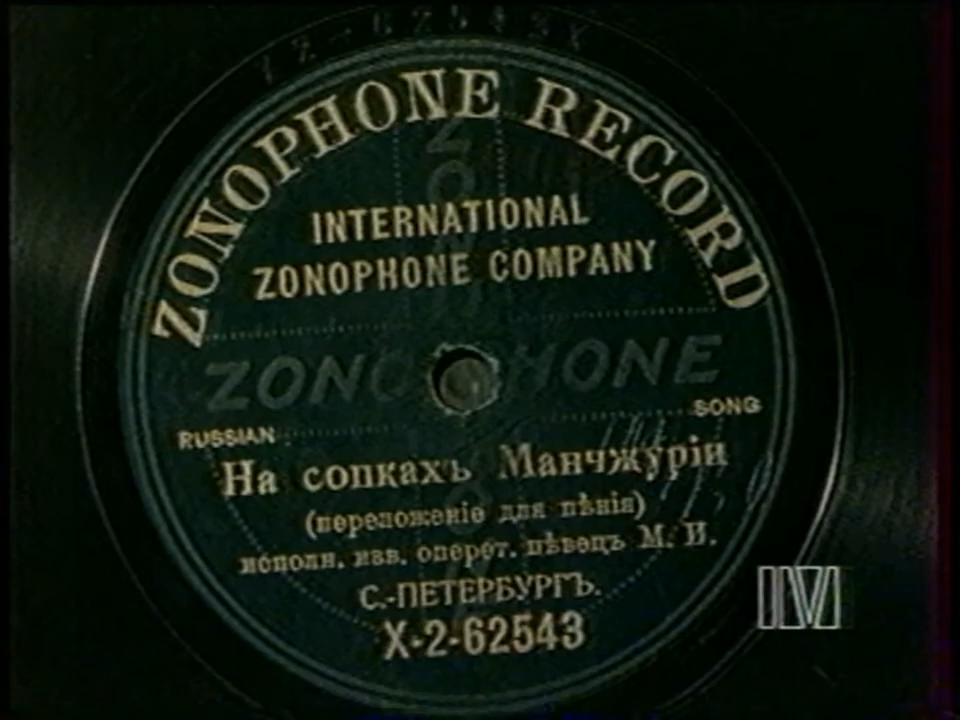 ZONOPHONE RECORD
INTERNATIONAL
ZONOPHONE COMPANY
ZONOPHONE
RUSSIAN SONG
На сопкахъ Манчжуріи
(переложеніе для пѣнія)
исполн. изв. оперет. пѣвецъ М. И.
С.-ПЕТЕРБУРГЪ.
X-2-62543